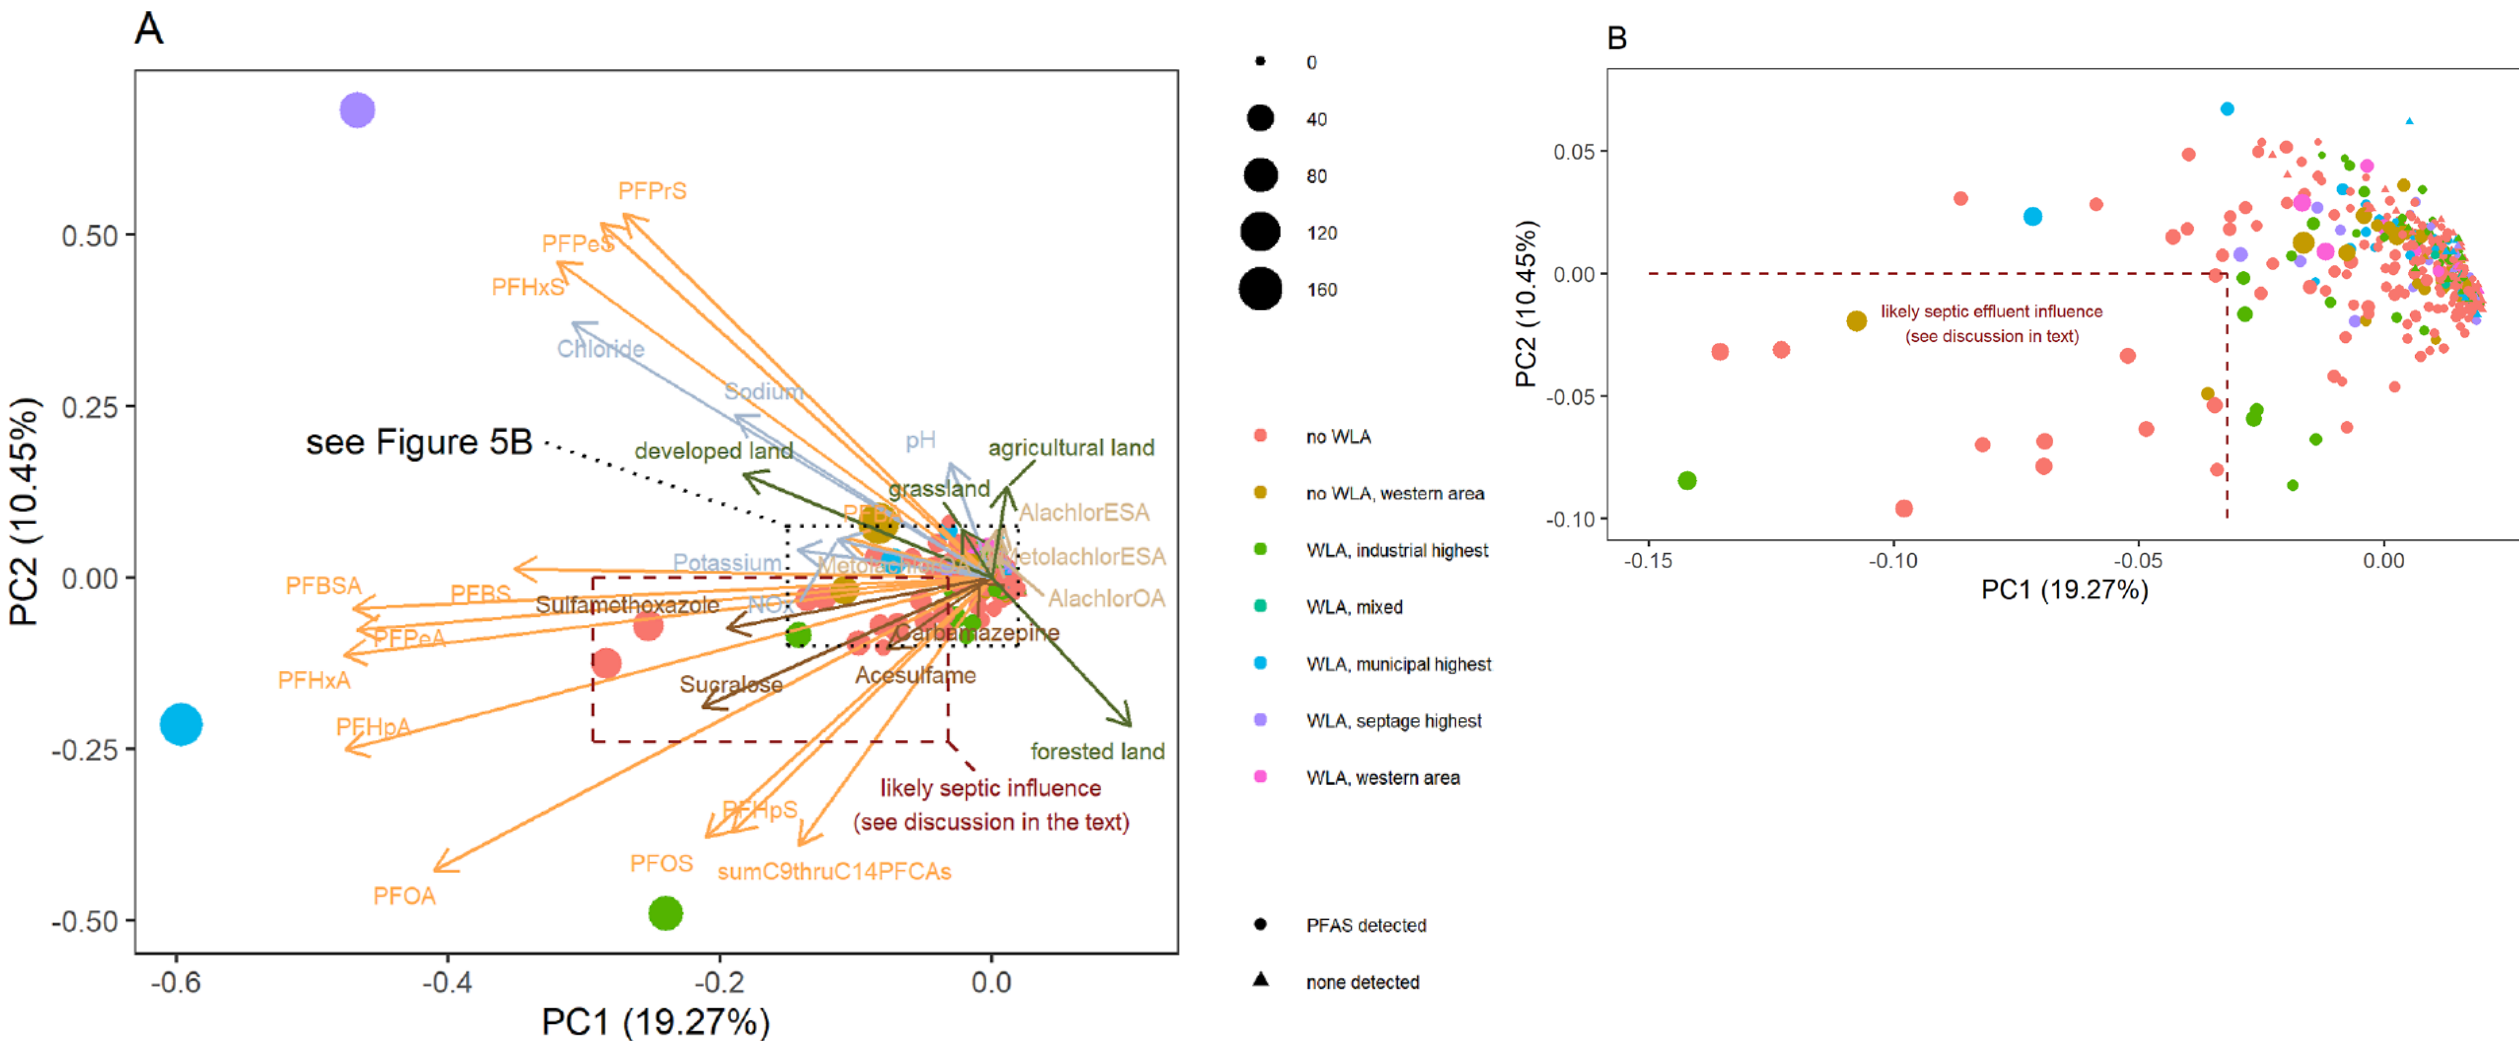 A
0.50
0.25
0.00
-0.25
-0.50
PC2 (10.45%)
-0.6
-0.4
-0.2
0.0
PC1 (19.27%)
PFPrS
PFPeS
PFHxS
Chloride
Sodium
see Figure 5B
developed land
pH
agricultural land
grassland
AlachlorESA
MetolachlorESA
Potassium
PFBSA
PFBS
Sulfamethoxazole
NOx
AlachlorOA
PFPeA
Carbamazepine
PFHxA
Sucralose
Acesulfame
PFHpA
forested land
likely septic influence
(see discussion in the text)
PFHpS
PFOS
sumC9thruC14PFCAs
PFOA
0
40
80
120
160
no WLA
no WLA, western area
WLA, industrial highest
WLA, mixed
WLA, municipal highest
WLA, septage highest
WLA, western area
PFAS detected
none detected
B
0.05
0.00
-0.05
-0.10
PC2 (10.45%)
likely septic effluent influence
(see discussion in text)
-0.15
-0.10
-0.05
0.00
PC1 (19.27%)